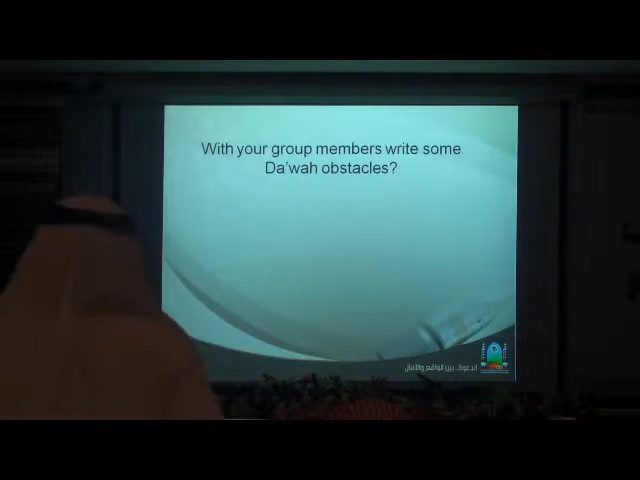 With your group members write some
Da'wah obstacles?
الدعوة.. بين الواقع والآمال